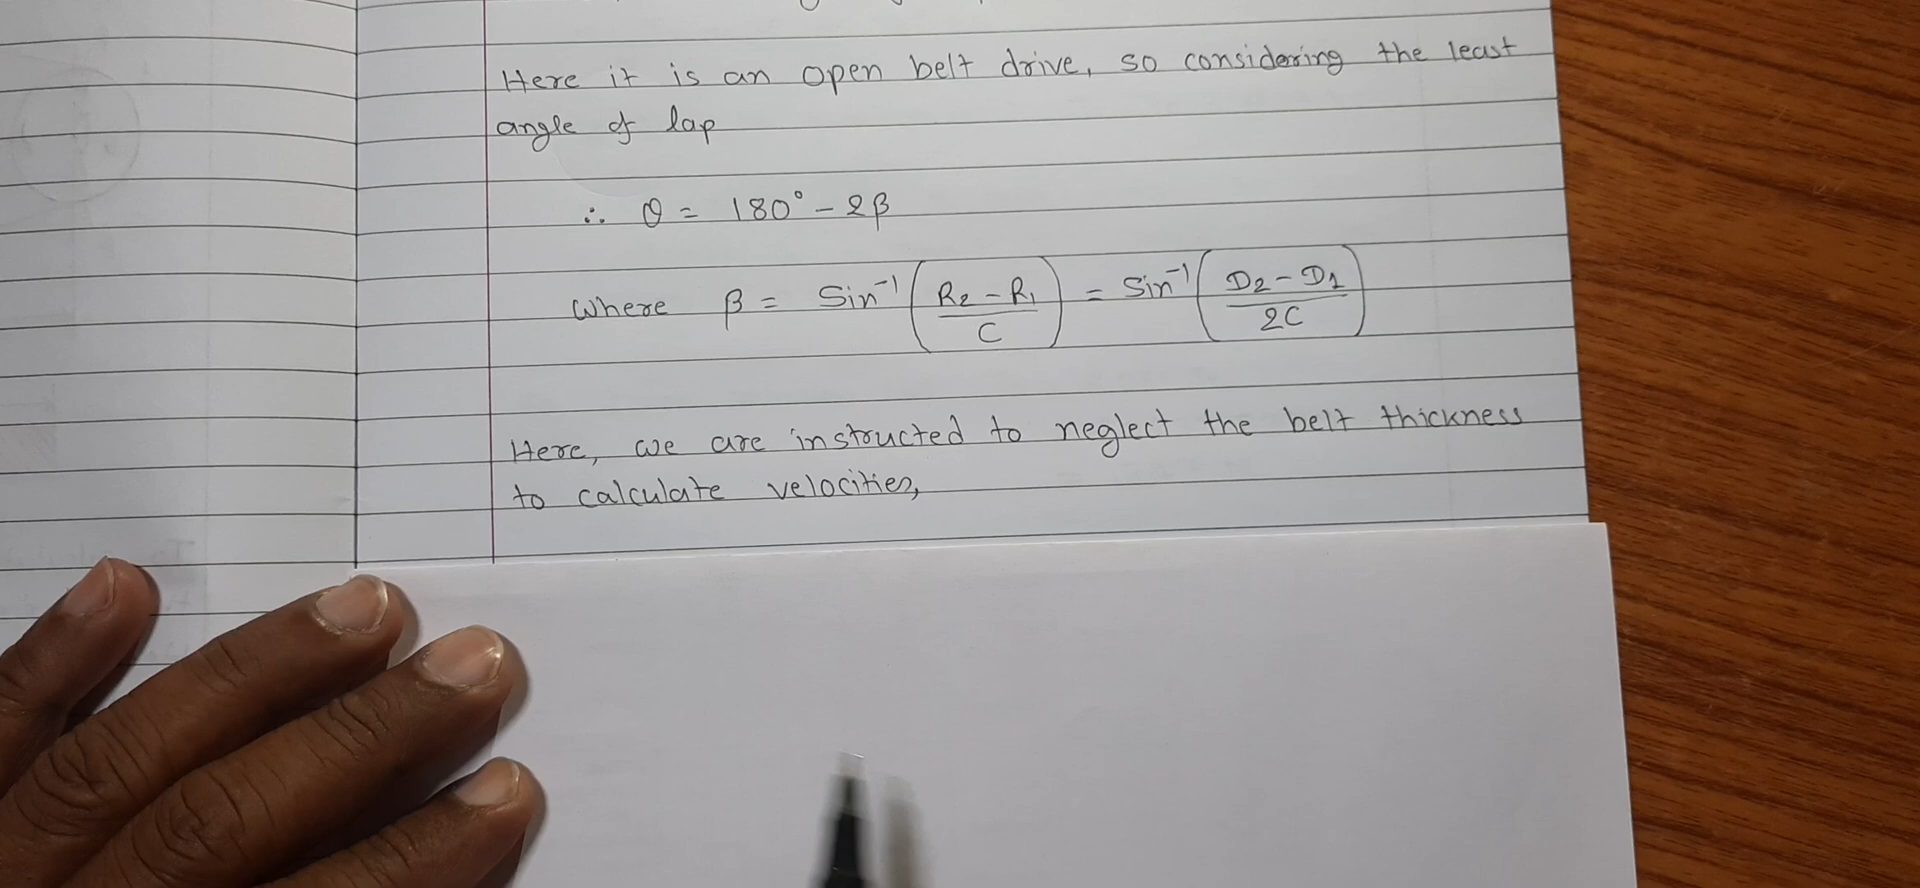 Here it is an open belt drive, so considering the least
angle of lap
∴ θ = 180° - 2β
Where β = Sin⁻¹(R₂ - R₁ / C) = Sin⁻¹(D₂ - D₁ / 2C)
Here, we are instructed to neglect the belt thickness
to calculate velocities,